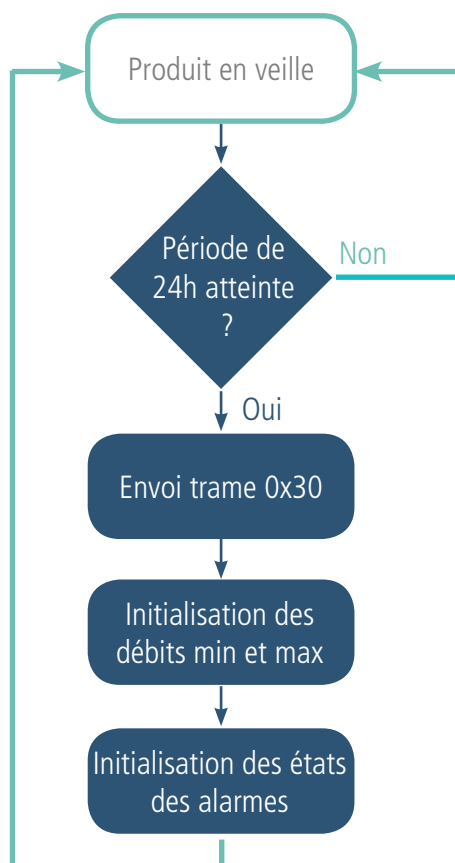 Produit en veille
Période de
24h atteinte
?
Non
Oui
Envoi trame 0x30
Initialisation des
débits min et max
Initialisation des états
des alarmes